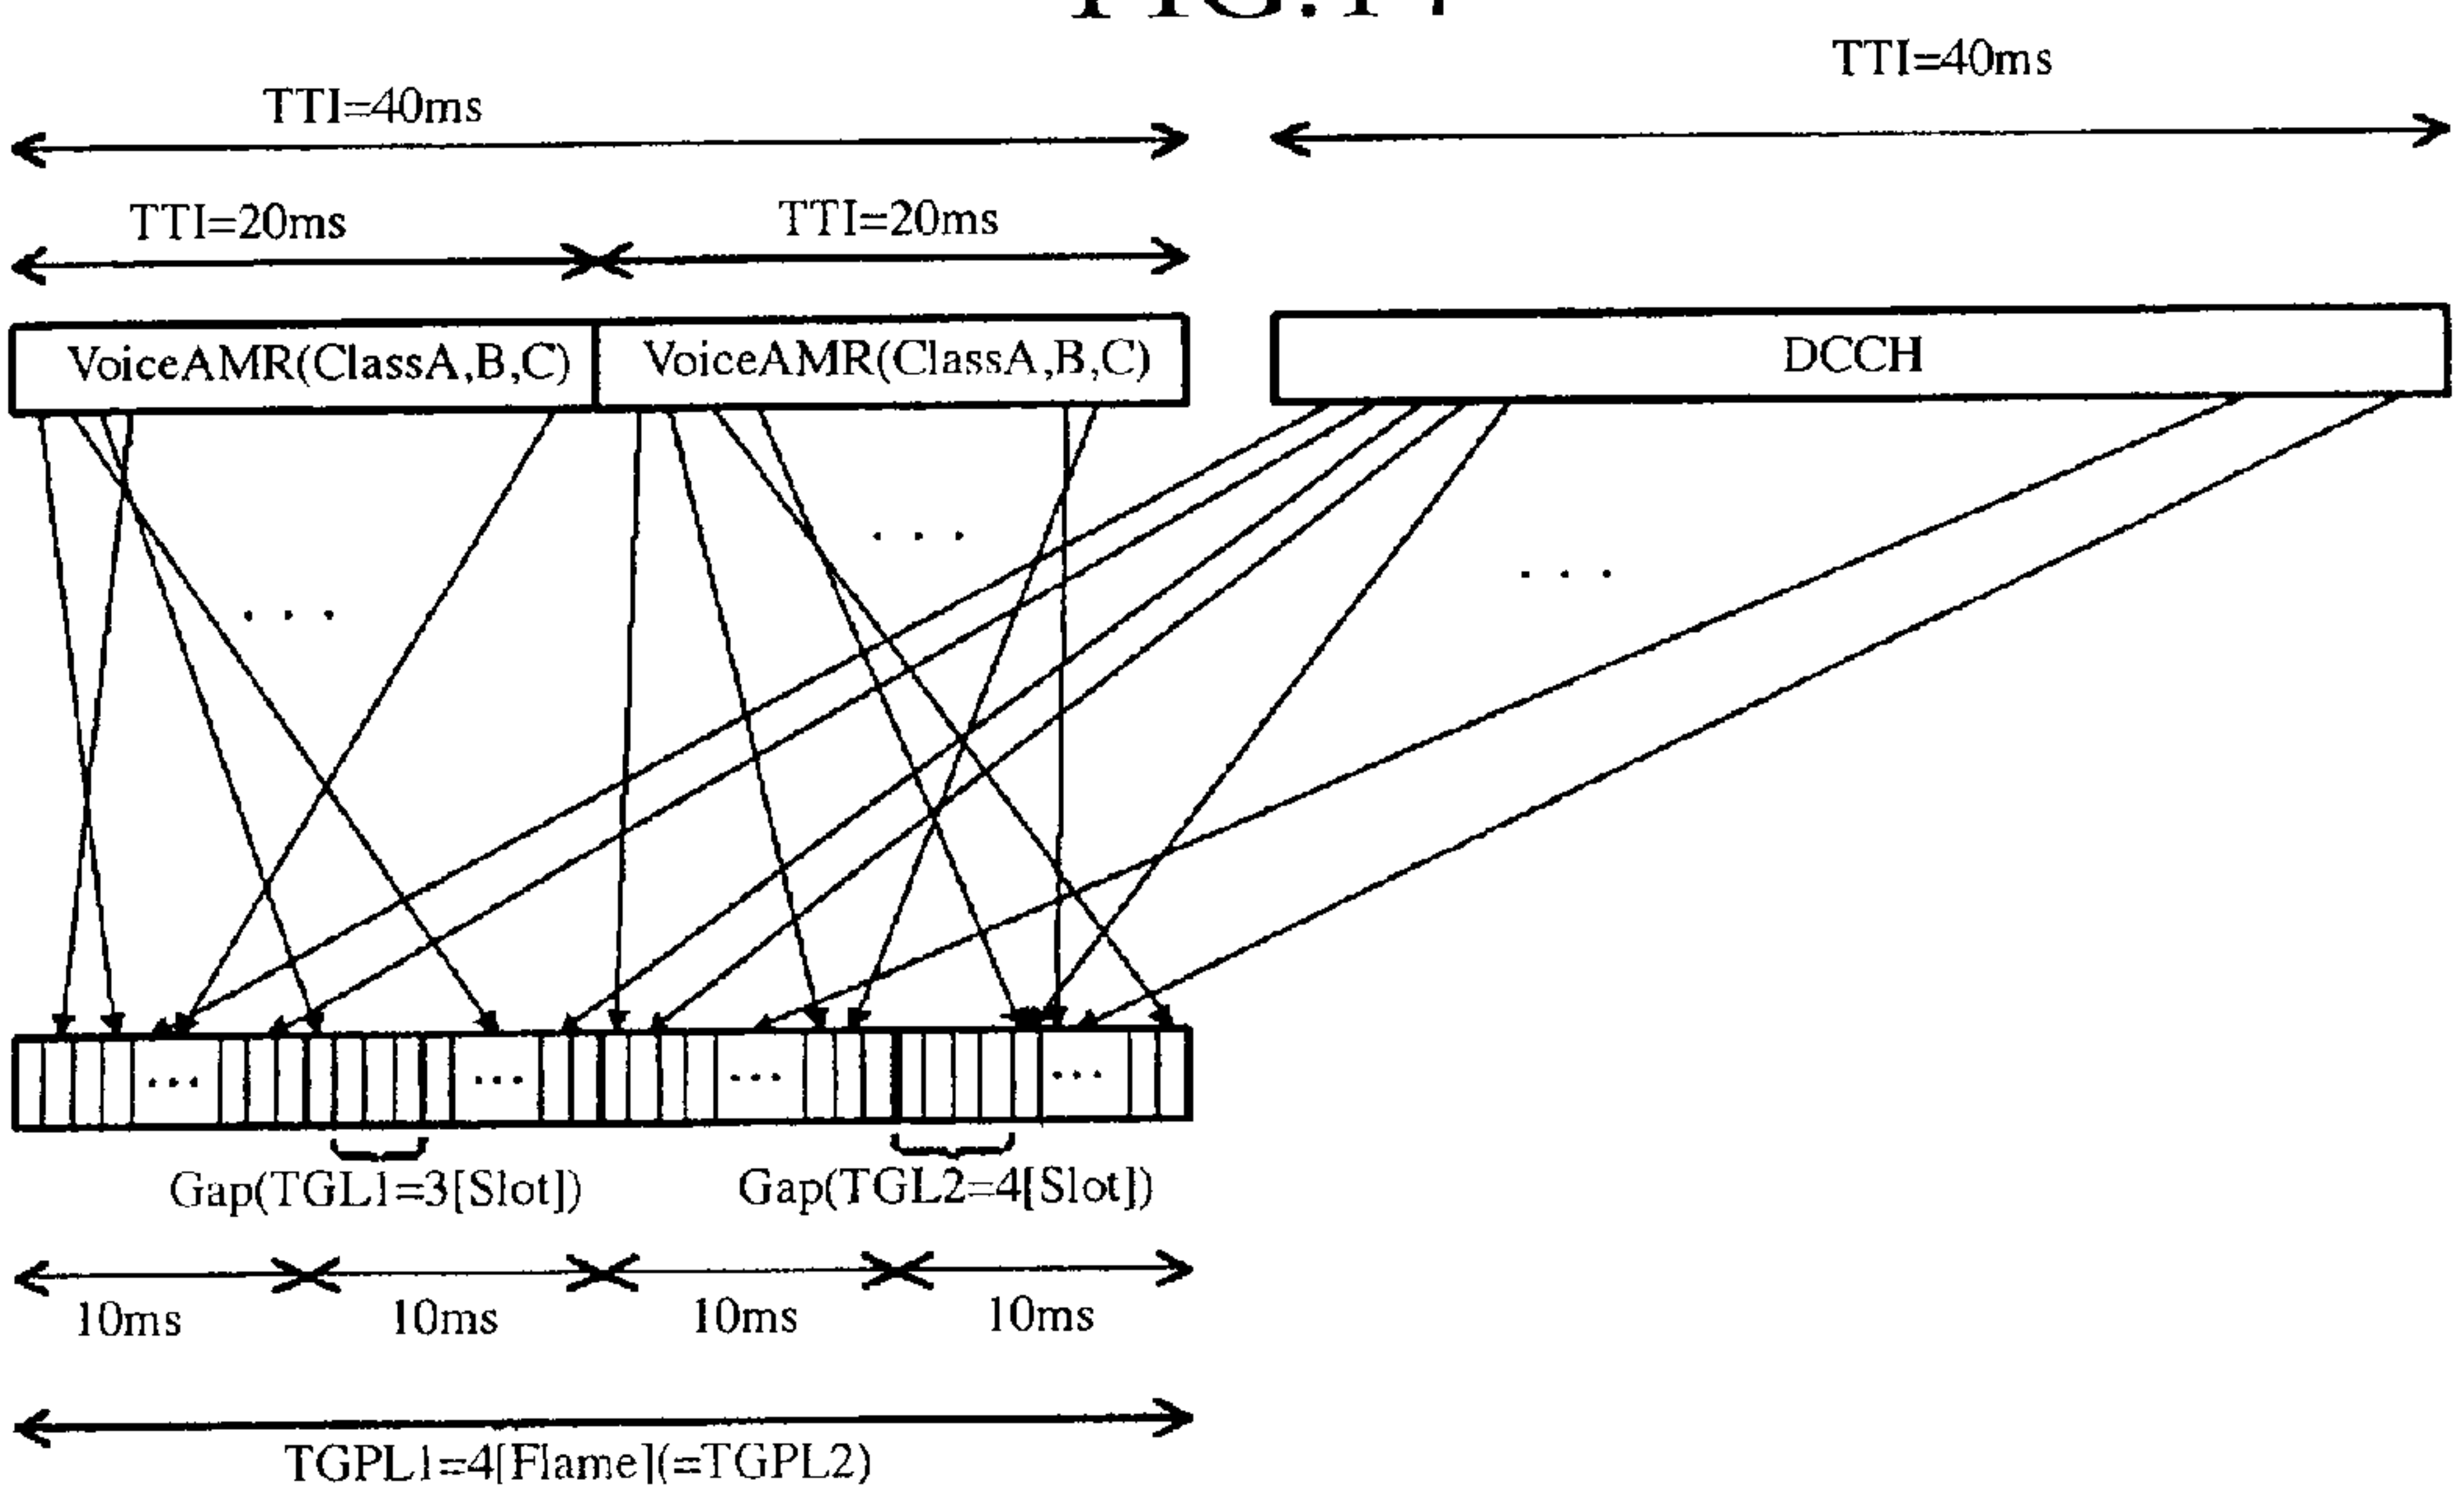 TTI=40ms
TTI=40ms
TTI=20ms
TTI=20ms
VoiceAMR(ClassA,B,C)
VoiceAMR(ClassA,B,C)
DCCH
. . .
. . .
. . .
...
...
...
...
Gap(TGL1=3[Slot])
Gap(TGL2=4[Slot])
10ms
10ms
10ms
10ms
TGPL1=4[Flame](=TGPL2)